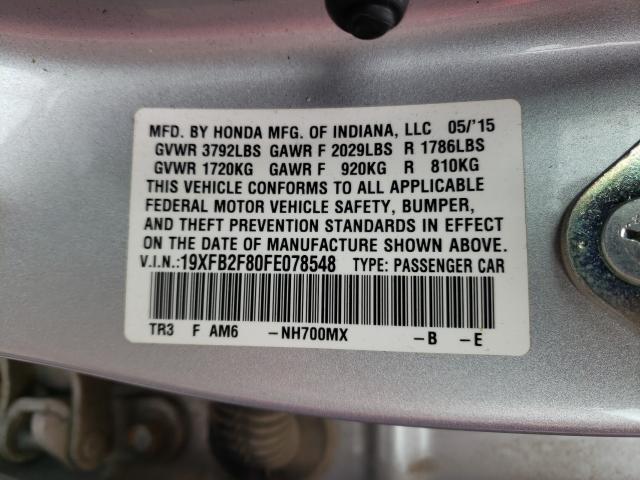 MFD. BY HONDA MFG. OF INDIANA, LLC 05/'15
GVWR 3792LBS GAWR F 2029LBS R 1786LBS
GVWR 1720KG GAWR F 920KG R 810KG
THIS VEHICLE CONFORMS TO ALL APPLICABLE
FEDERAL MOTOR VEHICLE SAFETY, BUMPER,
AND THEFT PREVENTION STANDARDS IN EFFECT
ON THE DATE OF MANUFACTURE SHOWN ABOVE.
V.I.N.:19XFB2F80FE078548 TYPE: PASSENGER CAR
TR3 F AM6 -NH700MX -B -E